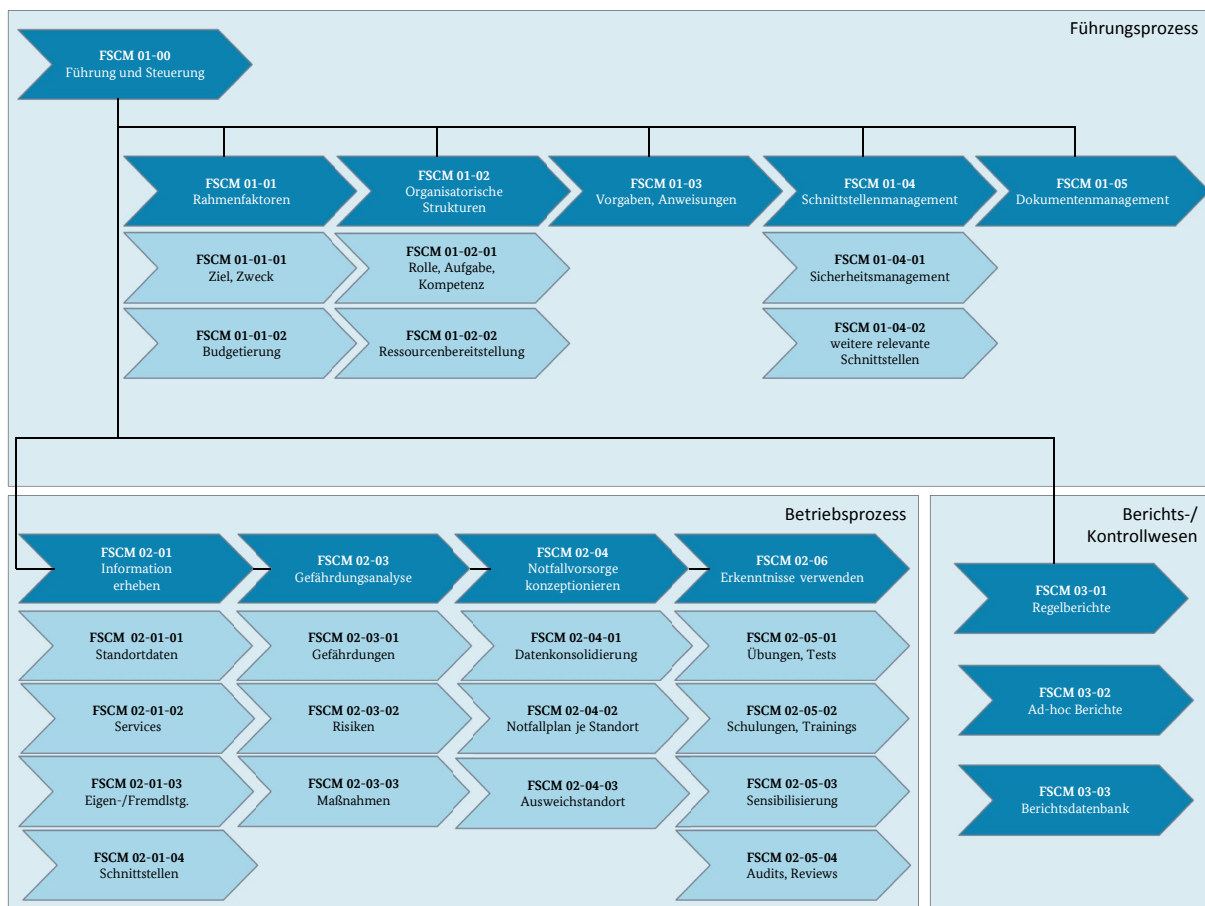 Führungsprozess
FSCM 01-00
Führung und Steuerung
FSCM 01-01
Rahmenfaktoren
FSCM 01-02
Organisatorische
Strukturen
FSCM 01-03
Vorgaben, Anweisungen
FSCM 01-04
Schnittstellenmanagement
FSCM 01-05
Dokumentenmanagement
FSCM 01-01-01
Ziel, Zweck
FSCM 01-02-01
Rolle, Aufgabe,
Kompetenz
FSCM 01-04-01
Sicherheitsmanagement
FSCM 01-01-02
Budgetierung
FSCM 01-02-02
Ressourcenbereitstellung
FSCM 01-04-02
weitere relevante
Schnittstellen
Betriebsprozess
FSCM 02-01
Information
erheben
FSCM 02-03
Gefährdungsanalyse
FSCM 02-04
Notfallvorsorge
konzeptionieren
FSCM 02-06
Erkenntnisse verwenden
FSCM 02-01-01
Standortdaten
FSCM 02-03-01
Gefährdungen
FSCM 02-04-01
Datenkonsolidierung
FSCM 02-05-01
Übungen, Tests
FSCM 02-01-02
Services
FSCM 02-03-02
Risiken
FSCM 02-04-02
Notfallplan je Standort
FSCM 02-05-02
Schulungen, Trainings
FSCM 02-01-03
Eigen-/Fremdlstg.
FSCM 02-03-03
Maßnahmen
FSCM 02-04-03
Ausweichstandort
FSCM 02-05-03
Sensibilisierung
FSCM 02-01-04
Schnittstellen
FSCM 02-05-04
Audits, Reviews
Berichts-/
Kontrollwesen
FSCM 03-01
Regelberichte
FSCM 03-02
Ad-hoc Berichte
FSCM 03-03
Berichtsdatenbank